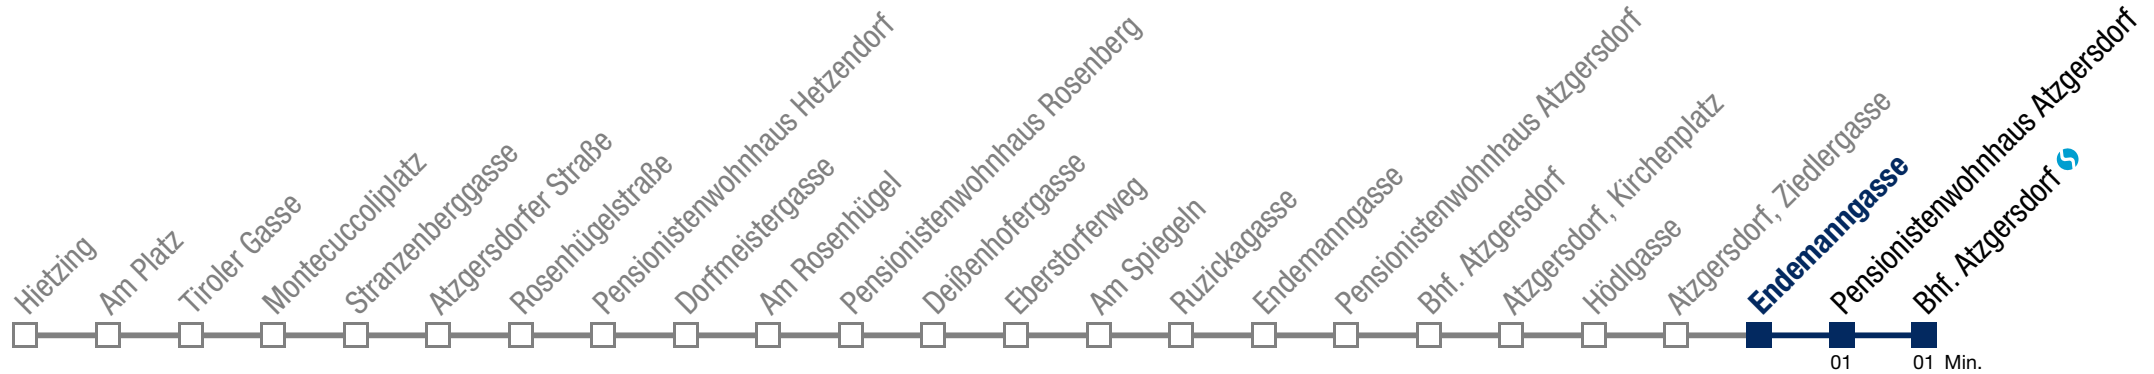 Hietzing
Am Platz
Tiroler Gasse
Montecuccoliplatz
Stranzenberggasse
Atzgersdorfer Straße
Rosenhügelstraße
Pensionistenwohnhaus Hetzendorf
Dorfmeistergasse
Am Rosenhügel
Pensionistenwohnhaus Rosenberg
Deißenhofergasse
Eberstorferweg
Am Spiegeln
Ruzickagasse
Endemanngasse
Pensionistenwohnhaus Atzgersdorf
Bhf. Atzgersdorf
Atzgersdorf, Kirchenplatz
Hödlgasse
Atzgersdorf, Ziedlergasse
Endemanngasse
Pensionistenwohnhaus Atzgersdorf
Bhf. Atzgersdorf
01
01 Min.